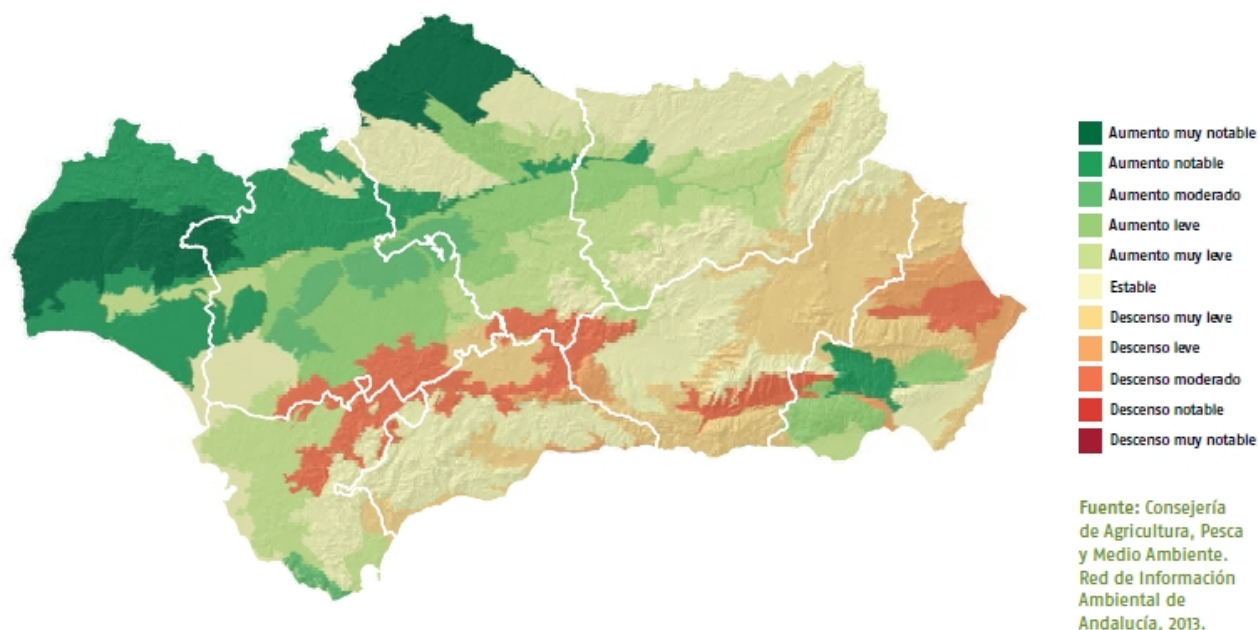 Aumento muy notable
Aumento notable
Aumento moderado
Aumento leve
Aumento muy leve
Estable
Descenso muy leve
Descenso leve
Descenso moderado
Descenso notable
Descenso muy notable
Fuente: Consejería
de Agricultura, Pesca
y Medio Ambiente.
Red de Información
Ambiental de
Andalucía, 2013.